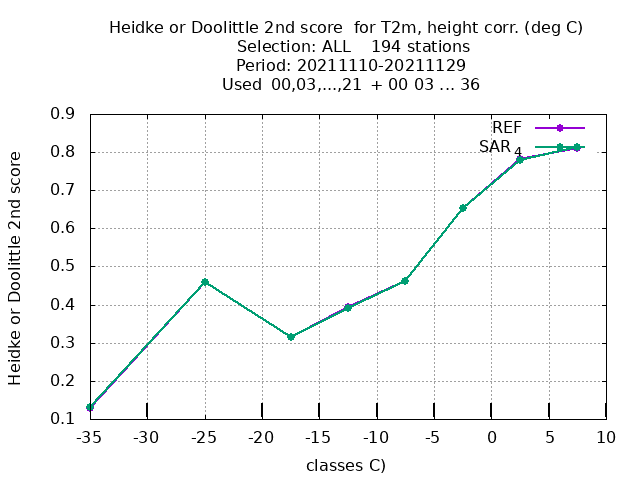 Heidke or Doolittle 2nd score  for T2m, height corr. (deg C)
Selection: ALL    194 stations
Period: 20211110-20211129
Used  00,03,...,21  + 00 03 ... 36
REF
SAR 4
Heidke or Doolittle 2nd score
0.9
0.8
0.7
0.6
0.5
0.4
0.3
0.2
0.1
-35 -30 -25 -20 -15 -10 -5 0 5 10
classes C)